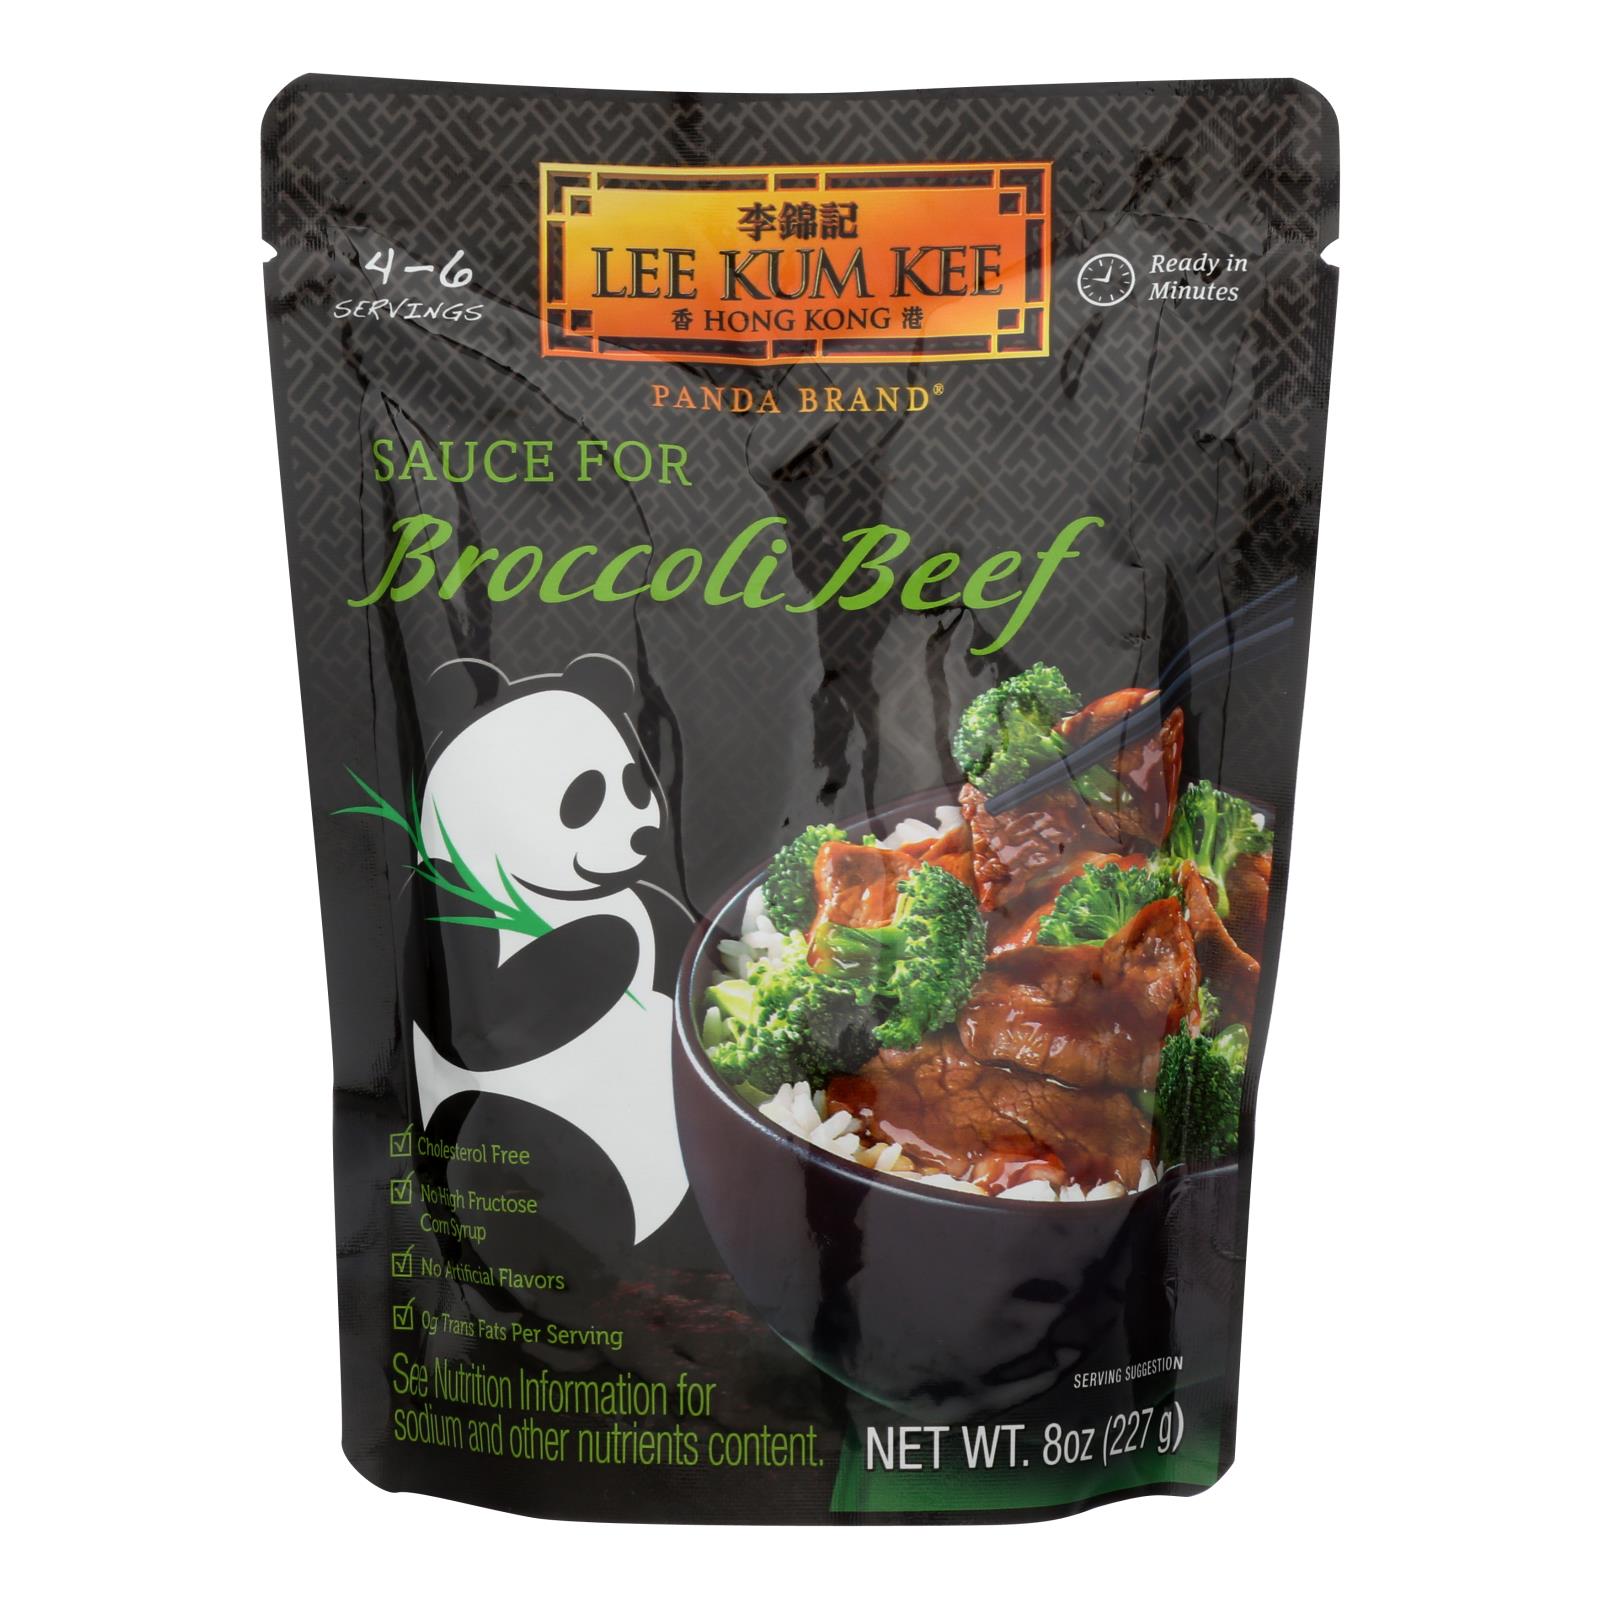 李錦記
LEE KUM KEE
香 HONG KONG 港
4-6
SERVINGS
Ready in
Minutes
PANDA BRAND®
SAUCE FOR
Broccoli Beef
Cholesterol Free
No High Fructose
Corn Syrup
No Artificial Flavors
0g Trans Fats Per Serving
See Nutrition Information for
sodium and other nutrients content.
SERVING SUGGESTION
NET WT. 8oz (227 g)